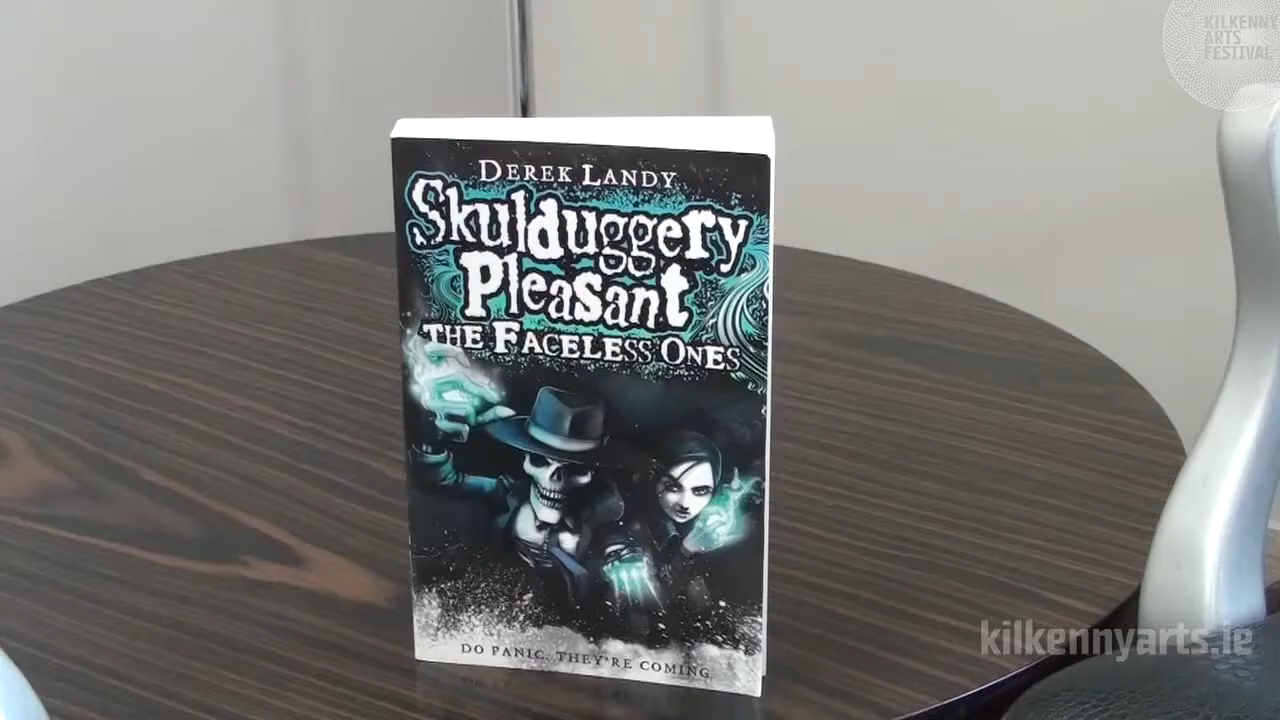 KILKENNY
ARTS
FESTIVAL
DEREK LANDY
Skulduggery
Pleasant
THE FACELESS ONES
DO PANIC. THEY'RE COMING.
kilkennyarts.ie